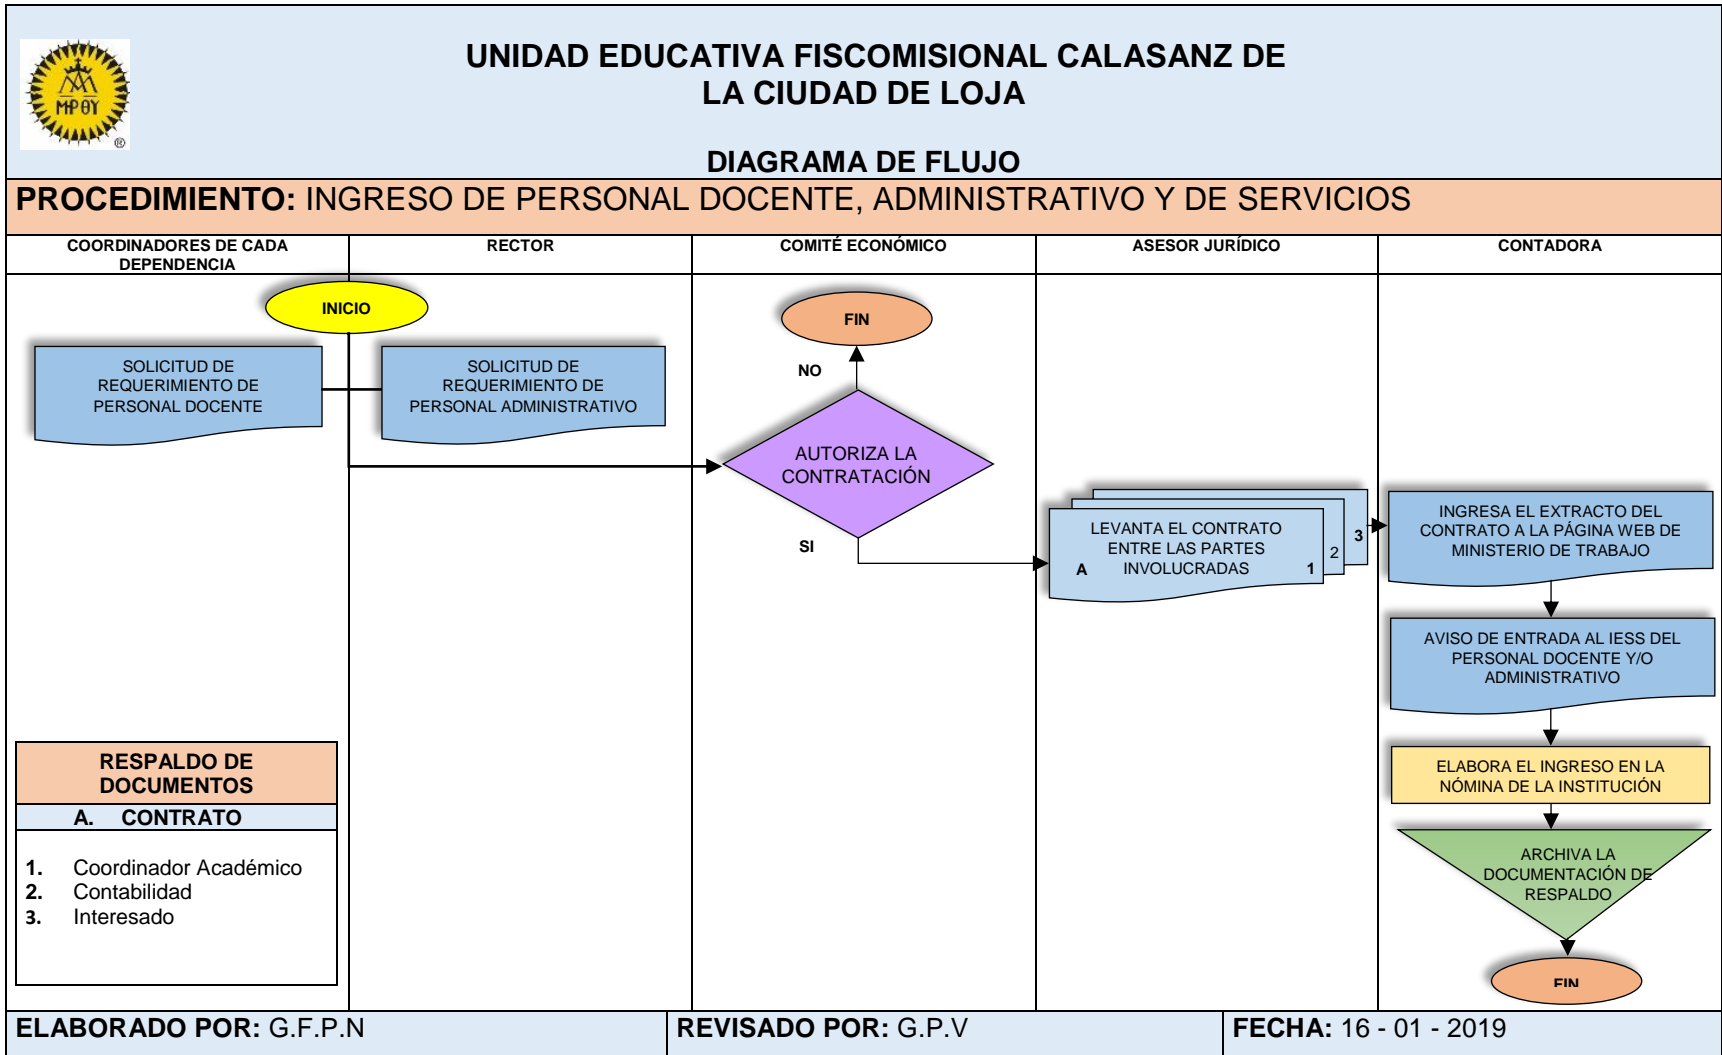 UNIDAD EDUCATIVA FISCOMISIONAL CALASANZ DE
LA CIUDAD DE LOJA
DIAGRAMA DE FLUJO
PROCEDIMIENTO: INGRESO DE PERSONAL DOCENTE, ADMINISTRATIVO Y DE SERVICIOS
COORDINADORES DE CADA
DEPENDENCIA
RECTOR
COMITÉ ECONÓMICO
ASESOR JURÍDICO
CONTADORA
INICIO
SOLICITUD DE
REQUERIMIENTO DE
PERSONAL DOCENTE
SOLICITUD DE
REQUERIMIENTO DE
PERSONAL ADMINISTRATIVO
FIN
NO
AUTORIZA LA
CONTRATACIÓN
SI
LEVANTA EL CONTRATO
ENTRE LAS PARTES
INVOLUCRADAS
A
1
2
3
INGRESA EL EXTRACTO DEL
CONTRATO A LA PÁGINA WEB DE
MINISTERIO DE TRABAJO
AVISO DE ENTRADA AL IESS DEL
PERSONAL DOCENTE Y/O
ADMINISTRATIVO
ELABORA EL INGRESO EN LA
NÓMINA DE LA INSTITUCIÓN
ARCHIVA LA
DOCUMENTACIÓN DE
RESPALDO
FIN
RESPALDO DE
DOCUMENTOS
A. CONTRATO
1. Coordinador Académico
2. Contabilidad
3. Interesado
ELABORADO POR: G.F.P.N
REVISADO POR: G.P.V
FECHA: 16 - 01 - 2019